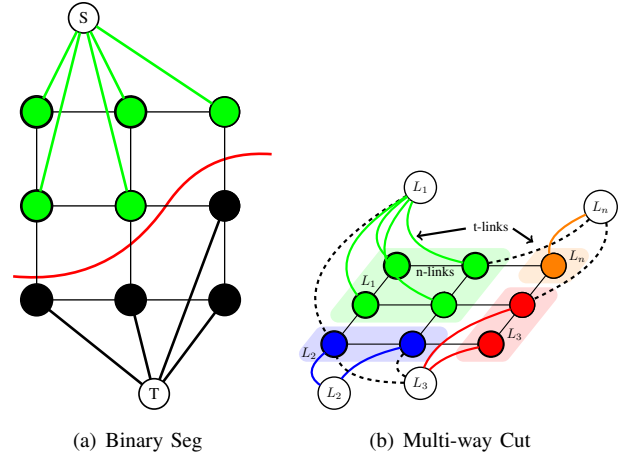 S
T
(a) Binary Seg
L₁
Lₙ
t-links
n-links
Lₙ
L₁
L₃
L₂
L₂
L₃
(b) Multi-way Cut